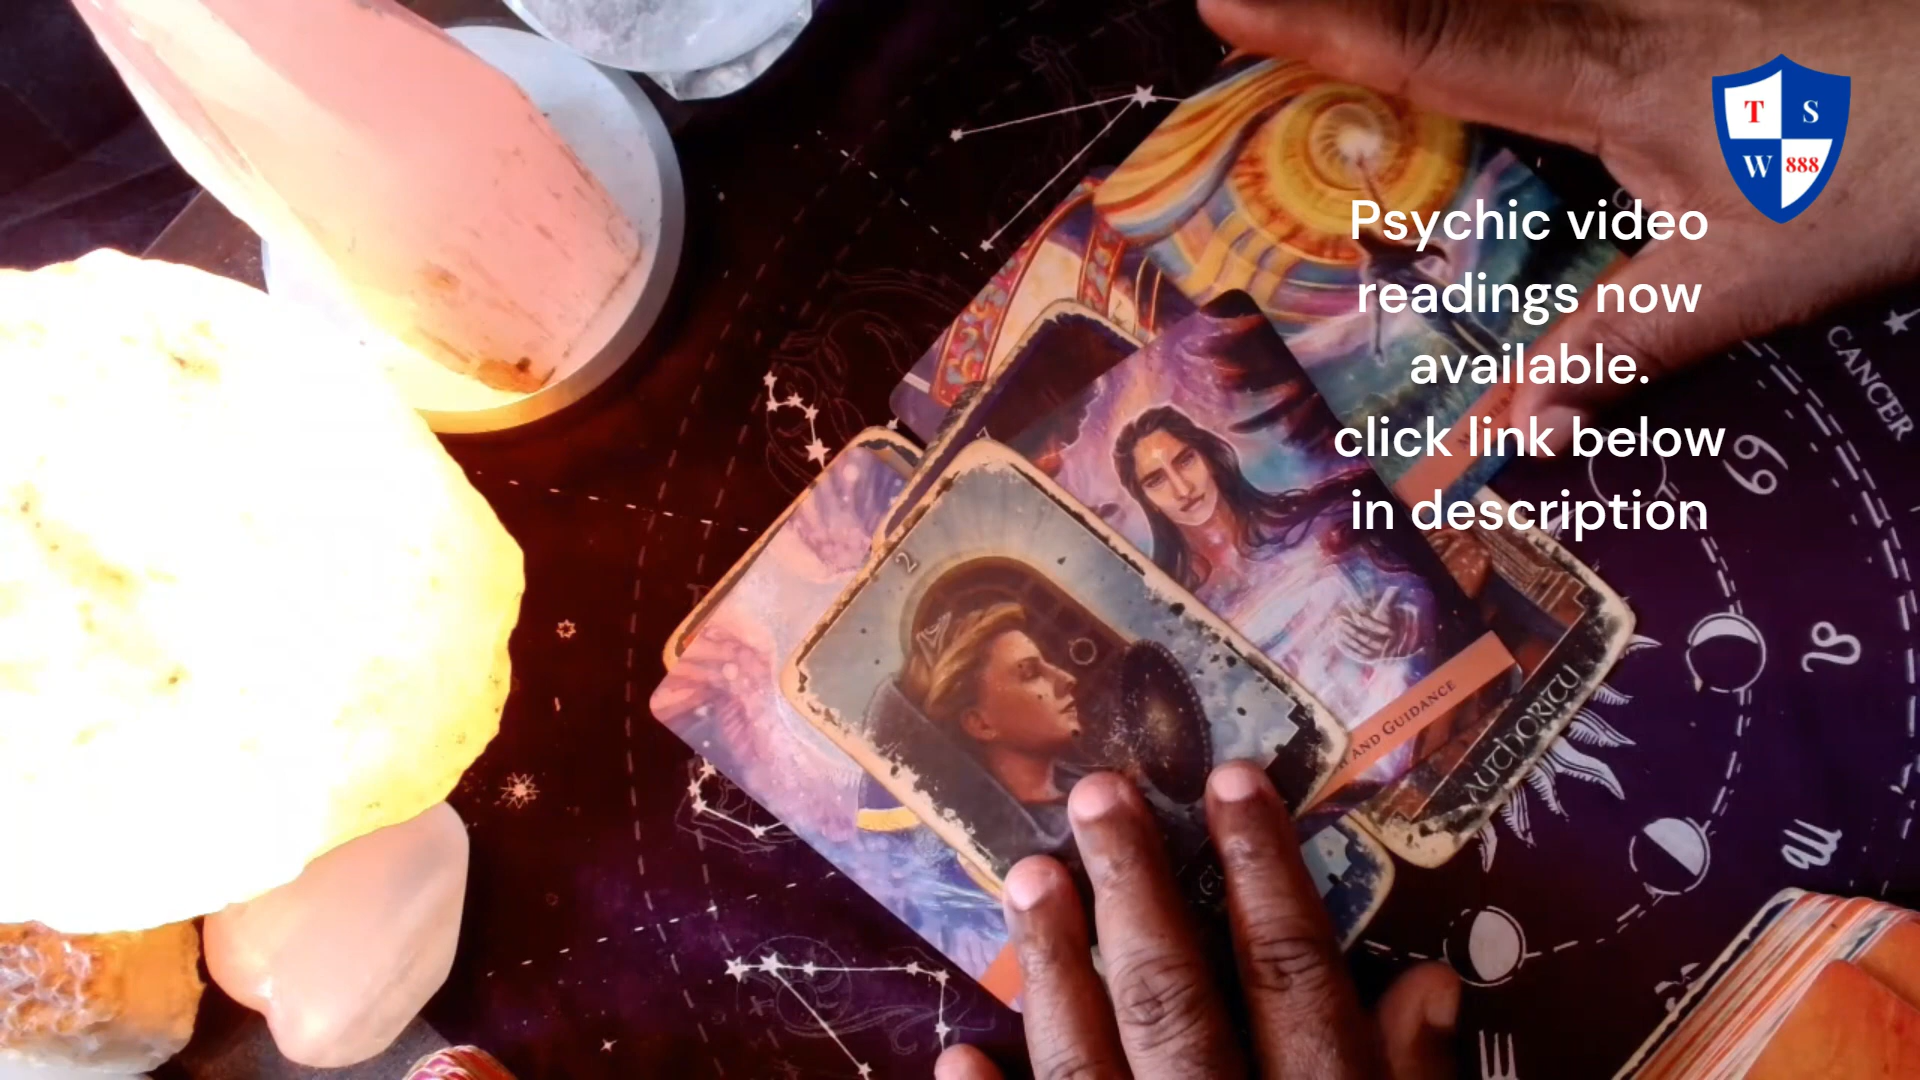 T S
W 888
Psychic video
readings now
available.
click link below
in description
CANCER
2
AND GUIDANCE
AUTHORITY